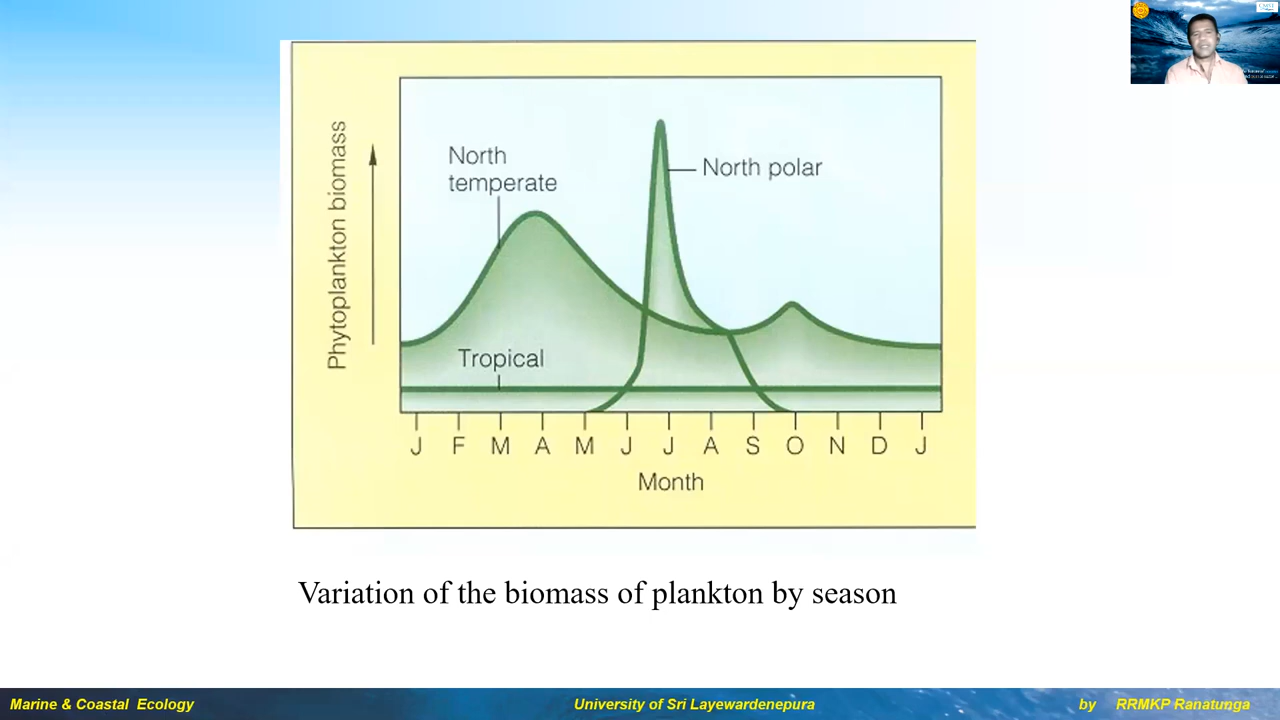 North
temperate
North polar
Phytoplankton biomass
Tropical
J F M A M J J A S O N D J
Month
Variation of the biomass of plankton by season
Marine & Coastal Ecology
University of Sri Layewardenepura
by RRMKP Ranatunga